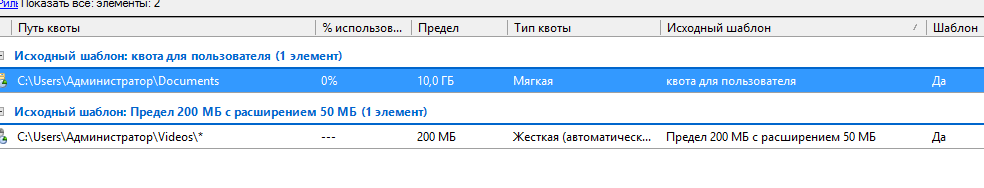 Показать все: элементы: 2
Путь квоты % использов... Предел Тип квоты Исходный шаблон Шаблон
Исходный шаблон: квота для пользователя (1 элемент)
C:\Users\Администратор\Documents 0% 10,0 ГБ Мягкая квота для пользователя Да
Исходный шаблон: Предел 200 МБ с расширением 50 МБ (1 элемент)
C:\Users\Администратор\Videos\* --- 200 МБ Жесткая (автоматическ... Предел 200 МБ с расширением 50 МБ Да